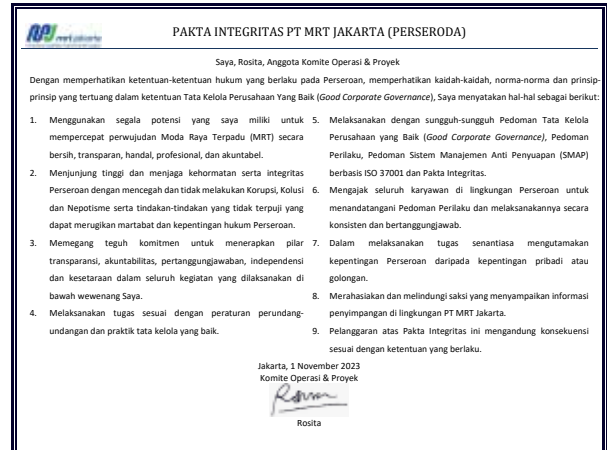 mrt jakarta
PAKTA INTEGRITAS PT MRT JAKARTA (PERSERODA)
Saya, Rosita, Anggota Komite Operasi & Proyek
Dengan memperhatikan ketentuan-ketentuan hukum yang berlaku pada Perseroan, memperhatikan kaidah-kaidah, norma-norma dan prinsip-
prinsip yang tertuang dalam ketentuan Tata Kelola Perusahaan Yang Baik (Good Corporate Governance), Saya menyatakan hal-hal sebagai berikut:
1. Menggunakan segala potensi yang saya miliki untuk
mempercepat perwujudan Moda Raya Terpadu (MRT) secara
bersih, transparan, handal, profesional, dan akuntabel.
2. Menjunjung tinggi dan menjaga kehormatan serta integritas
Perseroan dengan mencegah dan tidak melakukan Korupsi, Kolusi
dan Nepotisme serta tindakan-tindakan yang tidak terpuji yang
dapat merugikan martabat dan kepentingan hukum Perseroan.
3. Memegang teguh komitmen untuk menerapkan pilar
transparansi, akuntabilitas, pertanggungjawaban, independensi
dan kesetaraan dalam seluruh kegiatan yang dilaksanakan di
bawah wewenang Saya.
4. Melaksanakan tugas sesuai dengan peraturan perundang-
undangan dan praktik tata kelola yang baik.
5. Melaksanakan dengan sungguh-sungguh Pedoman Tata Kelola
Perusahaan yang Baik (Good Corporate Governance), Pedoman
Perilaku, Pedoman Sistem Manajemen Anti Penyuapan (SMAP)
berbasis ISO 37001 dan Pakta Integritas.
6. Mengajak seluruh karyawan di lingkungan Perseroan untuk
menandatangani Pedoman Perilaku dan melaksanakannya secara
konsisten dan bertanggungjawab.
7. Dalam melaksanakan tugas senantiasa mengutamakan
kepentingan Perseroan daripada kepentingan pribadi atau
golongan.
8. Merahasiakan dan melindungi saksi yang menyampaikan informasi
penyimpangan di lingkungan PT MRT Jakarta.
9. Pelanggaran atas Pakta Integritas ini mengandung konsekuensi
sesuai dengan ketentuan yang berlaku.
Jakarta, 1 November 2023
Komite Operasi & Proyek
Rosita